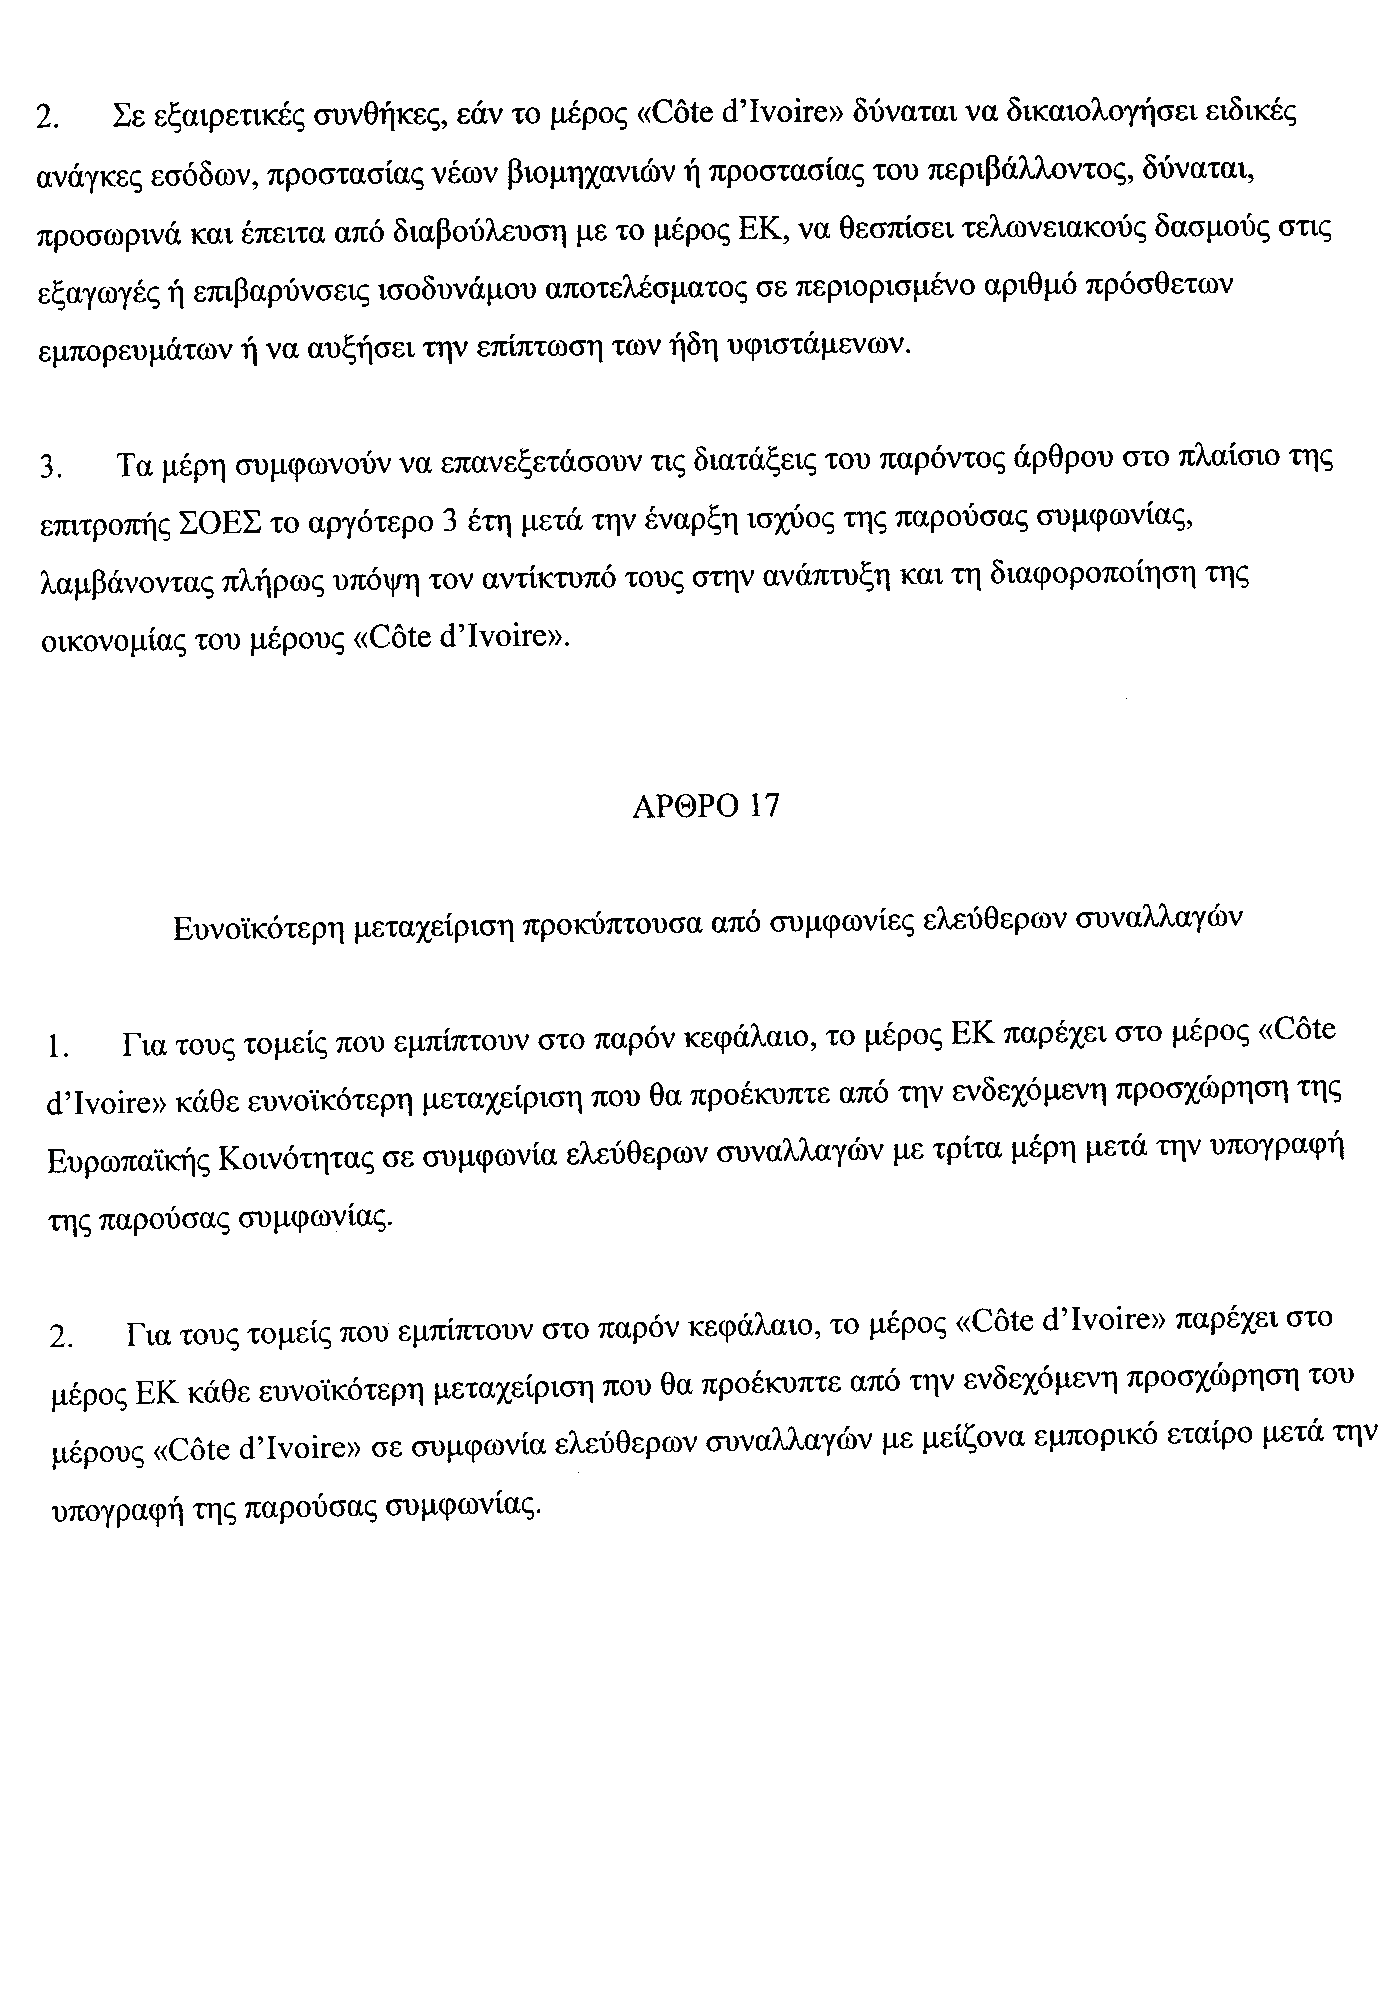 2. Σε εξαιρετικές συνθήκες, εάν το μέρος «Côte d’Ivoire» δύναται να δικαιολογήσει ειδικές
ανάγκες εσόδων, προστασίας νέων βιομηχανιών ή προστασίας του περιβάλλοντος, δύναται,
προσωρινά και έπειτα από διαβούλευση με το μέρος ΕΚ, να θεσπίσει τελωνειακούς δασμούς στις
εξαγωγές ή επιβαρύνσεις ισοδυνάμου αποτελέσματος σε περιορισμένο αριθμό πρόσθετων
εμπορευμάτων ή να αυξήσει την επίπτωση των ήδη υφιστάμενων.
3. Τα μέρη συμφωνούν να επανεξετάσουν τις διατάξεις του παρόντος άρθρου στο πλαίσιο της
επιτροπής ΣΟΕΣ το αργότερο 3 έτη μετά την έναρξη ισχύος της παρούσας συμφωνίας,
λαμβάνοντας πλήρως υπόψη τον αντίκτυπό τους στην ανάπτυξη και τη διαφοροποίηση της
οικονομίας του μέρους «Côte d’Ivoire».
ΑΡΘΡΟ 17
Ευνοϊκότερη μεταχείριση προκύπτουσα από συμφωνίες ελεύθερων συναλλαγών
1. Για τους τομείς που εμπίπτουν στο παρόν κεφάλαιο, το μέρος ΕΚ παρέχει στο μέρος «Côte
d’Ivoire» κάθε ευνοϊκότερη μεταχείριση που θα προέκυπτε από την ενδεχόμενη προσχώρηση της
Ευρωπαϊκής Κοινότητας σε συμφωνία ελεύθερων συναλλαγών με τρίτα μέρη μετά την υπογραφή
της παρούσας συμφωνίας.
2. Για τους τομείς που εμπίπτουν στο παρόν κεφάλαιο, το μέρος «Côte d’Ivoire» παρέχει στο
μέρος ΕΚ κάθε ευνοϊκότερη μεταχείριση που θα προέκυπτε από την ενδεχόμενη προσχώρηση του
μέρους «Côte d’Ivoire» σε συμφωνία ελεύθερων συναλλαγών με μείζονα εμπορικό εταίρο μετά την
υπογραφή της παρούσας συμφωνίας.